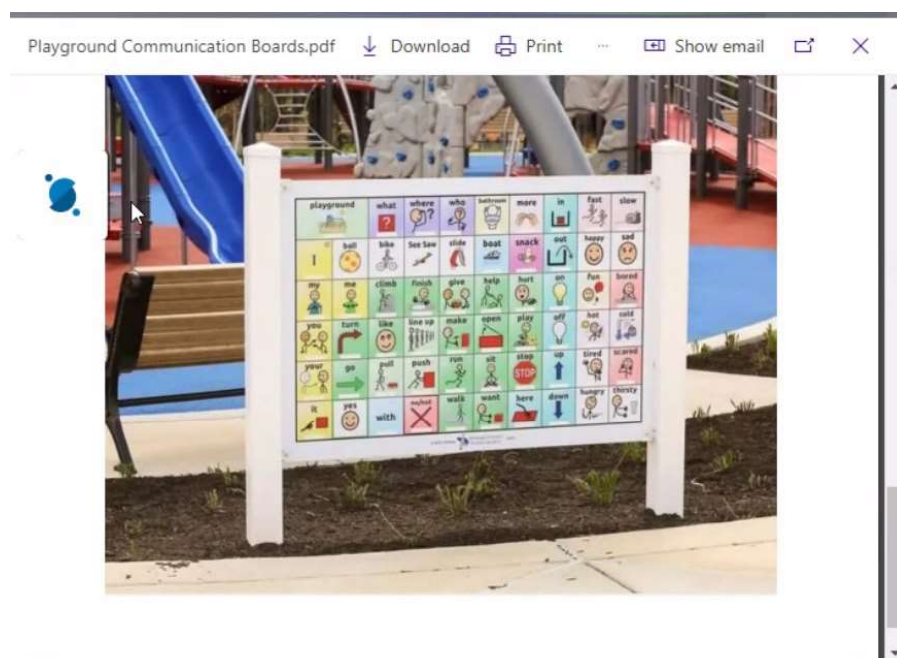 Playground Communication Boards.pdf Download Print ... Show email
playground what where who bathroom more in fast slow
I ball bike See Saw slide boat snack out happy sad
my me climb finish give help hurt on fun bored
you turn like line up make open play off hot cold
your go pull push run sit stop up tired scared
STOP
it yes with no/not walk want here down hungry thirsty